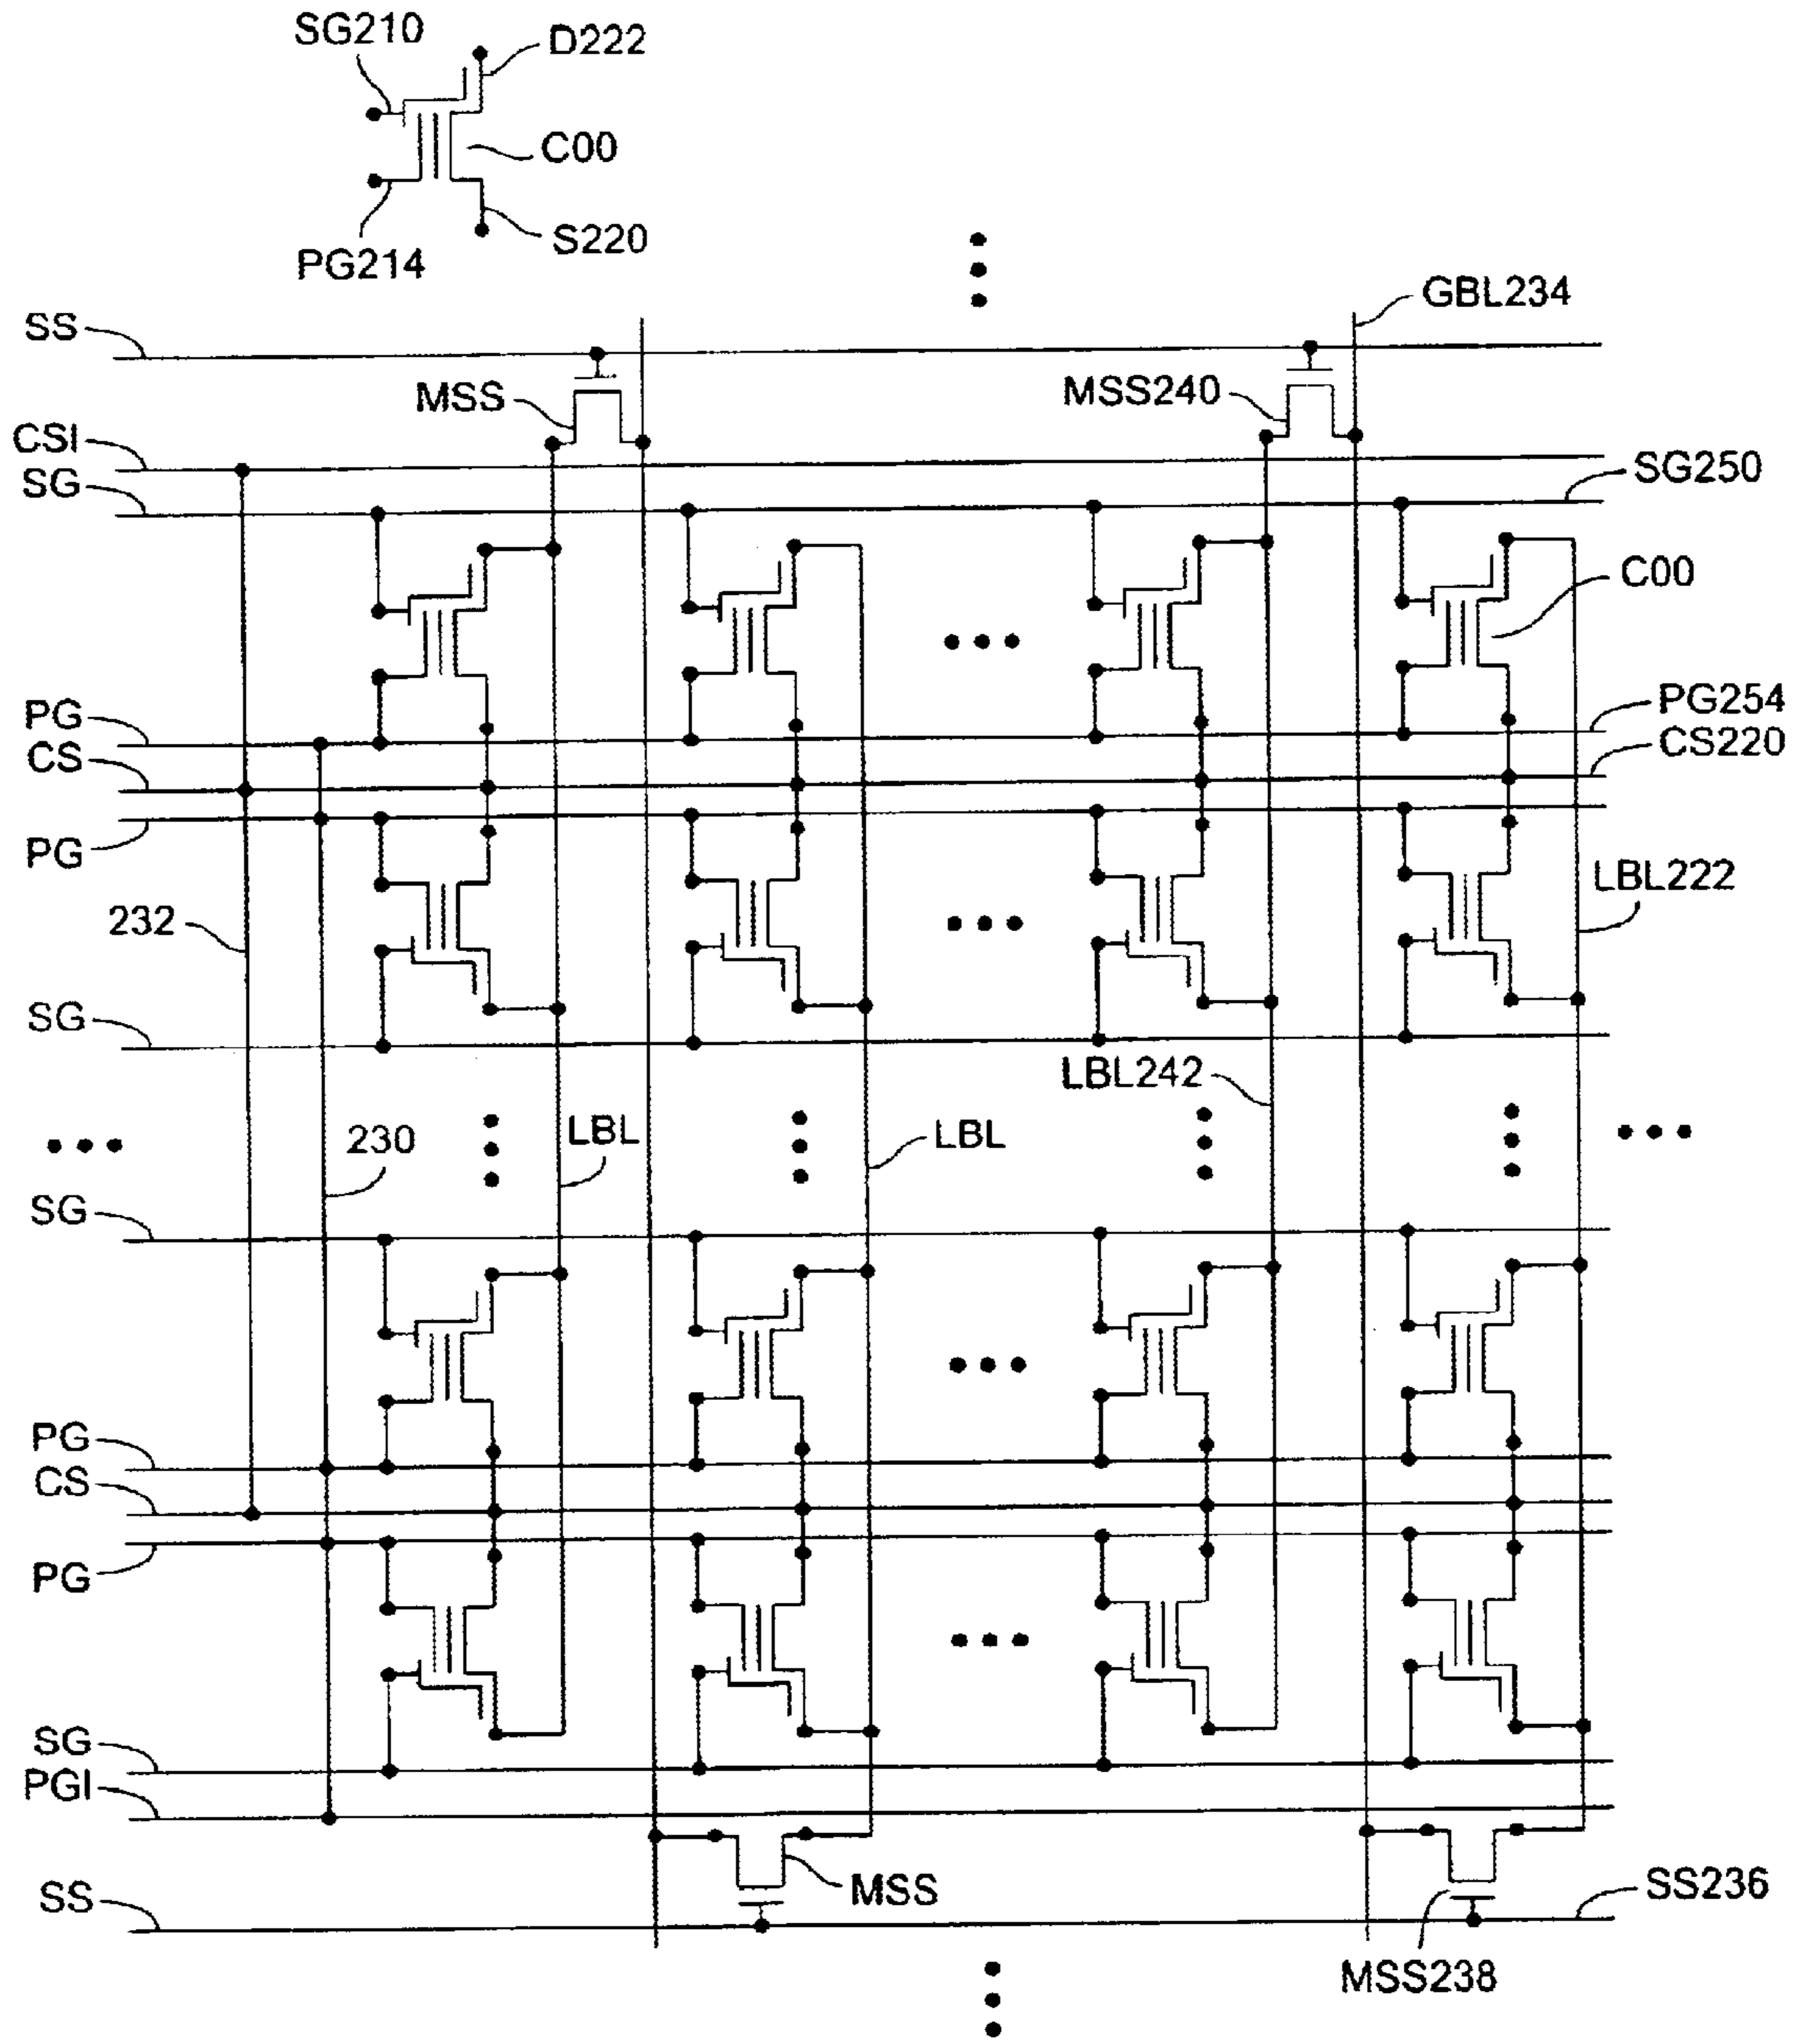 SG210
D222
C00
S220
PG214
GBL234
SS
MSS
MSS240
CSI
SG
SG250
C00
PG
PG254
CS
CS220
PG
232
LBL222
SG
LBL242
230
LBL
LBL
SG
PG
CS
PG
SG
PGI
MSS
SS
SS236
MSS238